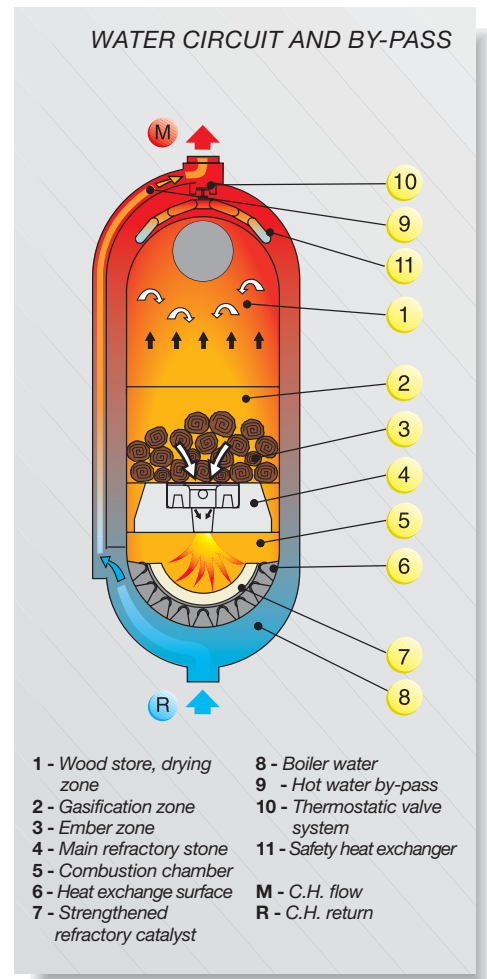 WATER CIRCUIT AND BY-PASS
M
10
9
11
1
2
3
4
5
6
7
8
R
1 - Wood store, drying
zone
2 - Gasification zone
3 - Ember zone
4 - Main refractory stone
5 - Combustion chamber
6 - Heat exchange surface
7 - Strengthened
refractory catalyst
8 - Boiler water
9 - Hot water by-pass
10 - Thermostatic valve
system
11 - Safety heat exchanger
M - C.H. flow
R - C.H. return